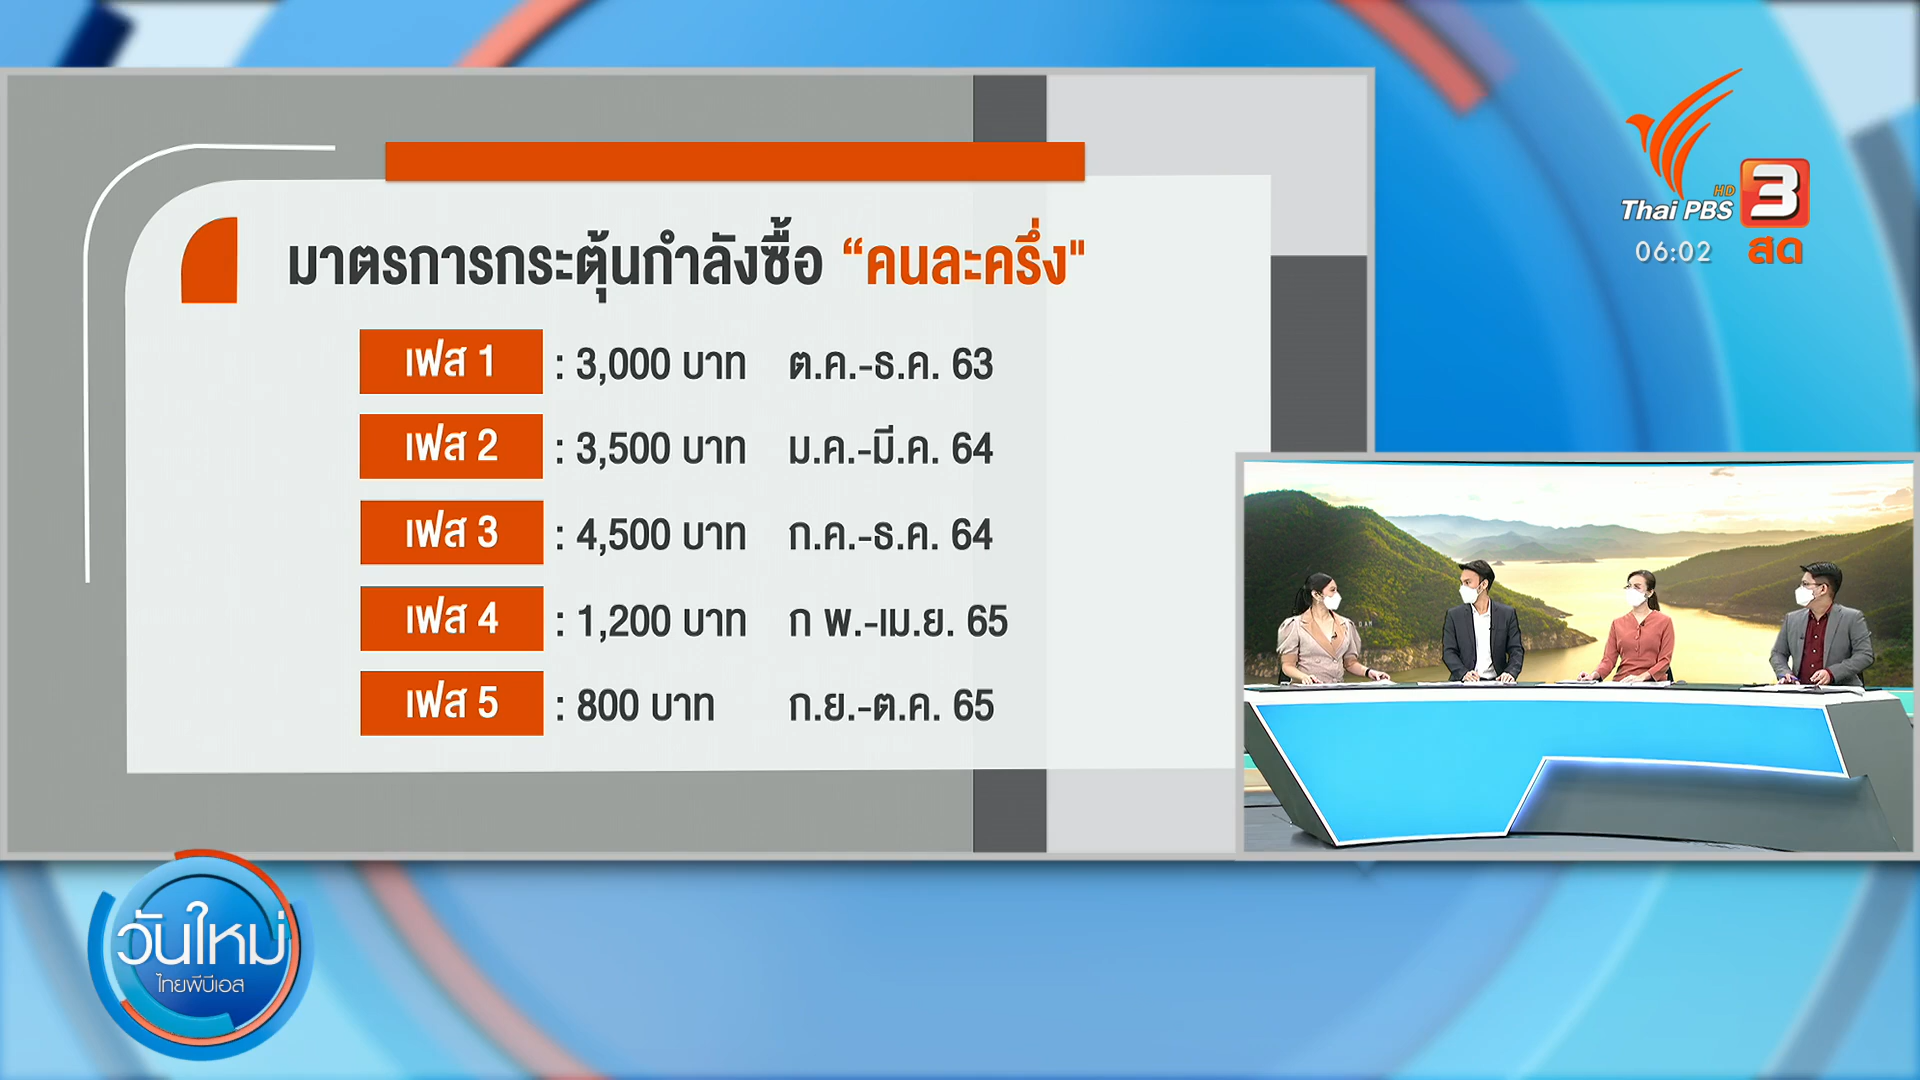 มาตรการกระตุ้นกำลังซื้อ “คนละครึ่ง"
เฟส 1 : 3,000 บาท ต.ค.-ธ.ค. 63
เฟส 2 : 3,500 บาท ม.ค.-มี.ค. 64
เฟส 3 : 4,500 บาท ก.ค.-ธ.ค. 64
เฟส 4 : 1,200 บาท ก พ.-เม.ย. 65
เฟส 5 : 800 บาท ก.ย.-ต.ค. 65
HD
Thai PBS 3
06:02 สด
วันใหม่
ไทยพีบีเอส